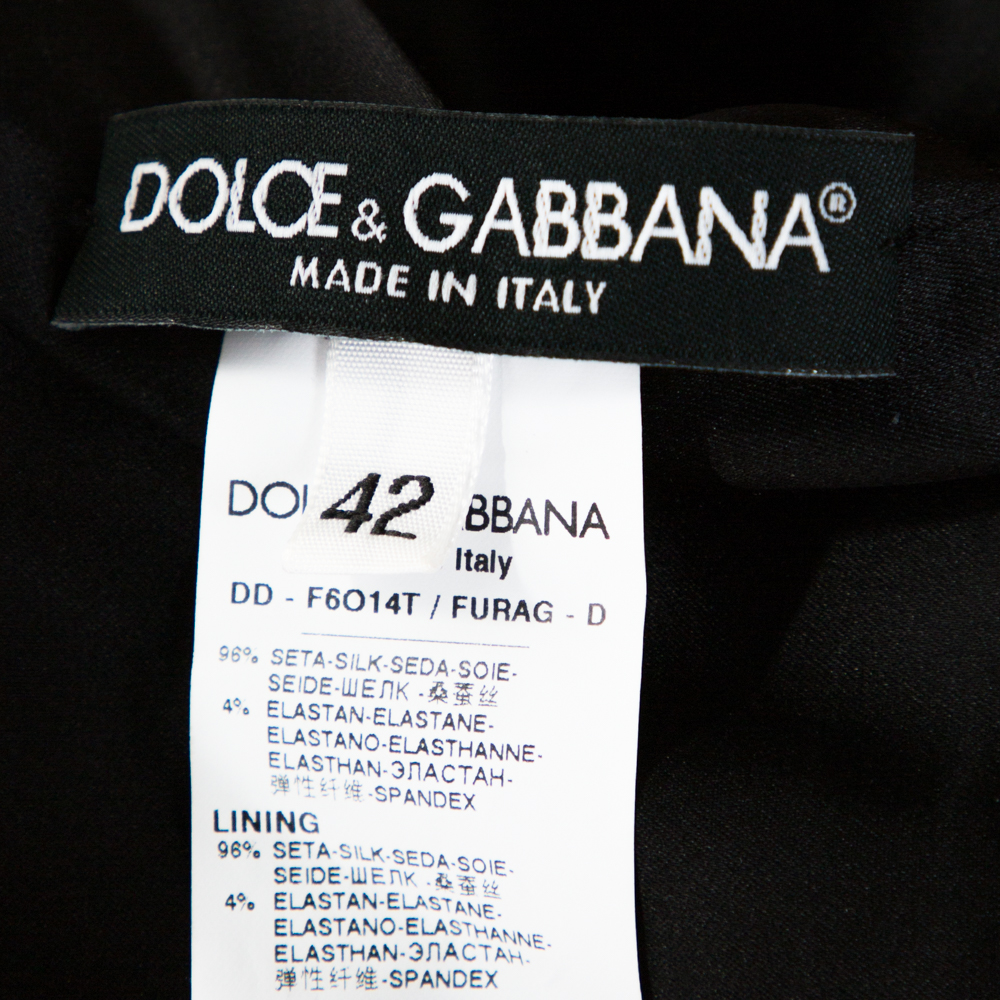 DOLCE & GABBANA®
MADE IN ITALY
42
DOL BBANA
Italy
DD - F6O14T / FURAG - D
96% SETA-SILK-SEDA-SOIE-
SEIDE-ШЕЛК -桑蚕丝
4% ELASTAN-ELASTANE-
ELASTANO-ELASTHANNE-
ELASTHAN-ЭЛАСТАН-
弹性纤维-SPANDEX
LINING
96% SETA-SILK-SEDA-SOIE-
SEIDE-ШЕЛК -桑蚕丝
4% ELASTAN-ELASTANE-
ELASTANO-ELASTHANNE-
ELASTHAN-ЭЛАСТАН-
弹性纤维-SPANDEX